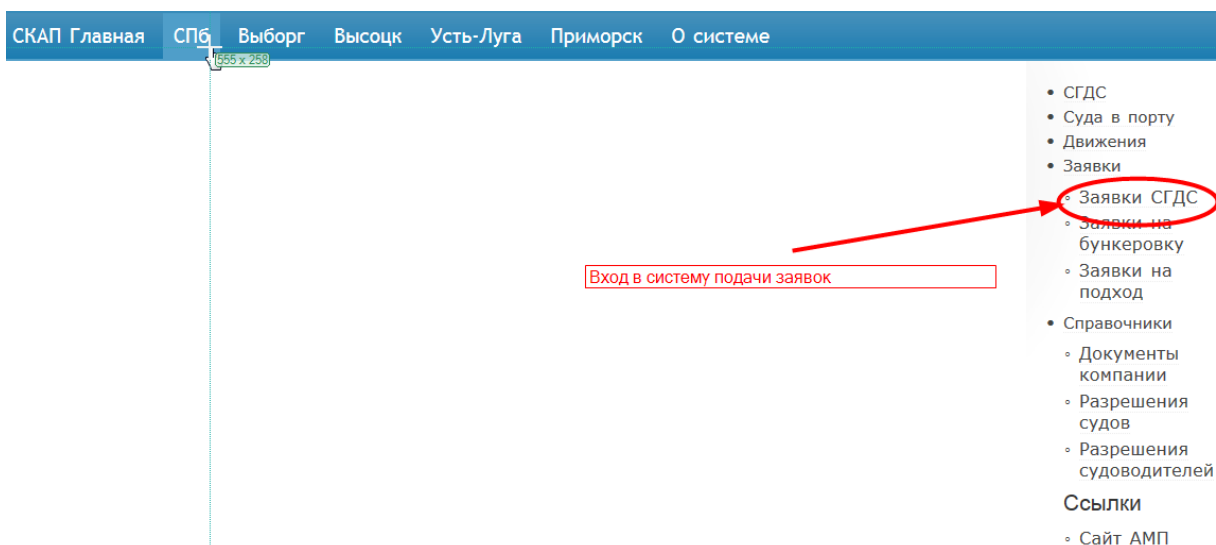 СКАП Главная СПб Выборг Высоцк Усть-Луга Приморск О системе
555 x 258
СГДС
Суда в порту
Движения
Заявки
Заявки СГДС
Заявки на
бункеровку
Заявки на
подход
Вход в систему подачи заявок
Справочники
Документы
компании
Разрешения
судов
Разрешения
судоводителей
Ссылки
Сайт АМП